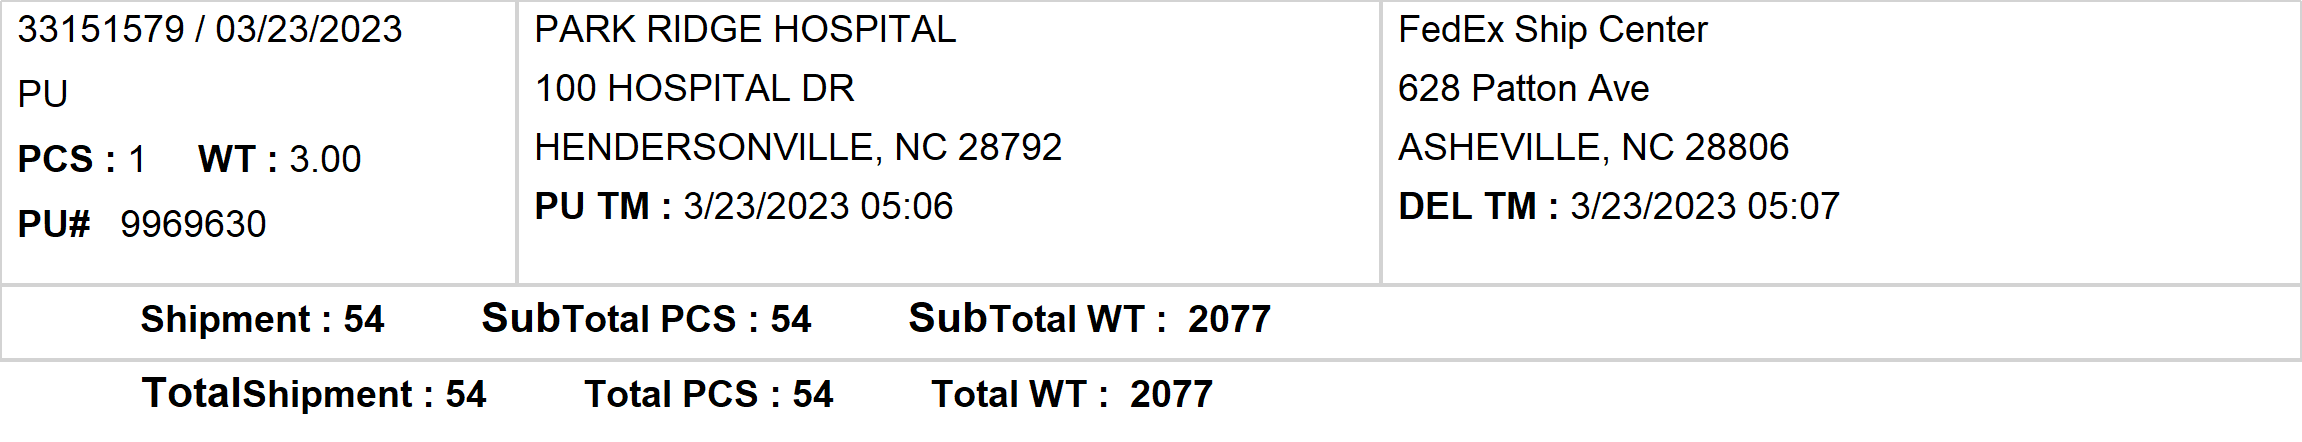 33151579 / 03/23/2023
PU
PCS : 1 WT : 3.00
PU# 9969630
PARK RIDGE HOSPITAL
100 HOSPITAL DR
HENDERSONVILLE, NC 28792
PU TM : 3/23/2023 05:06
FedEx Ship Center
628 Patton Ave
ASHEVILLE, NC 28806
DEL TM : 3/23/2023 05:07
Shipment : 54 SubTotal PCS : 54 SubTotal WT : 2077
TotalShipment : 54 Total PCS : 54 Total WT : 2077